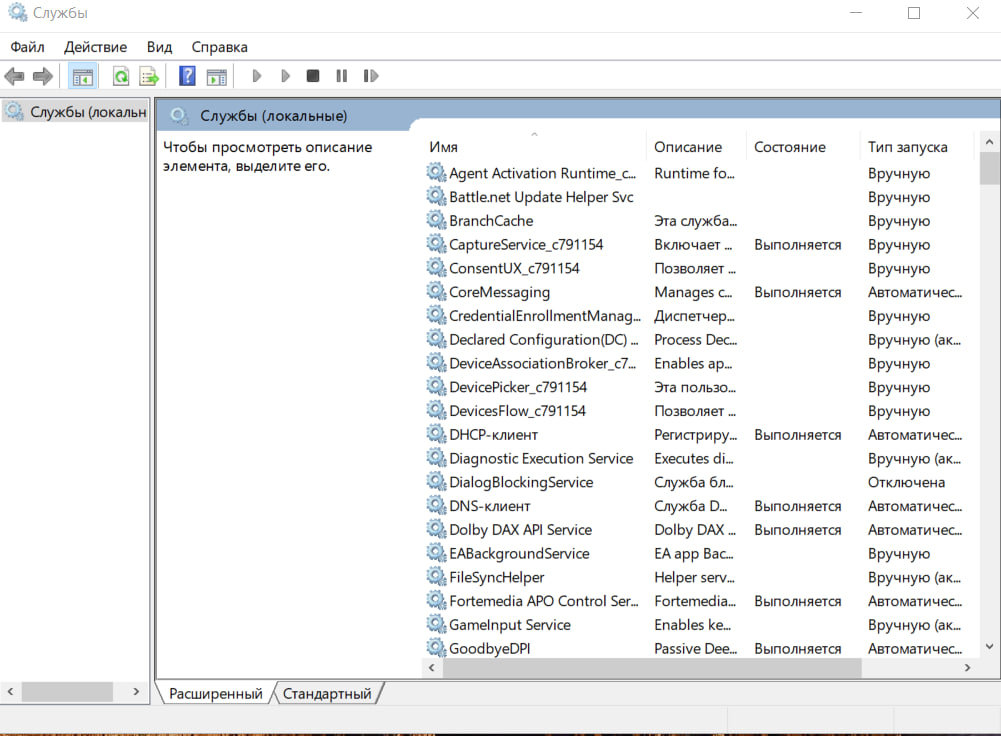 Службы
Файл Действие Вид Справка
Службы (локальн
Службы (локальные)
Чтобы просмотреть описание
элемента, выделите его.
Имя Описание Состояние Тип запуска
Agent Activation Runtime_c... Runtime fo... Вручную
Battle.net Update Helper Svc Вручную
BranchCache Эта служба... Вручную
CaptureService_c791154 Включает ... Выполняется Вручную
ConsentUX_c791154 Позволяет ... Вручную
CoreMessaging Manages c... Выполняется Автоматичес...
CredentialEnrollmentManag... Диспетчер... Вручную
Declared Configuration(DC) ... Process Dec... Вручную (ак...
DeviceAssociationBroker_c7... Enables ap... Вручную
DevicePicker_c791154 Эта пользо... Вручную
DevicesFlow_c791154 Позволяет ... Вручную
DHCP-клиент Регистриру... Выполняется Автоматичес...
Diagnostic Execution Service Executes di... Вручную (ак...
DialogBlockingService Служба бл... Отключена
DNS-клиент Служба D... Выполняется Автоматичес...
Dolby DAX API Service Dolby DAX ... Выполняется Автоматичес...
EABackgroundService EA app Bac... Вручную
FileSyncHelper Helper serv... Вручную (ак...
Fortemedia APO Control Ser... Fortemedia... Выполняется Автоматичес...
GameInput Service Enables ke... Вручную (ак...
GoodbyeDPI Passive Dee... Выполняется Автоматичес...
Расширенный Стандартный